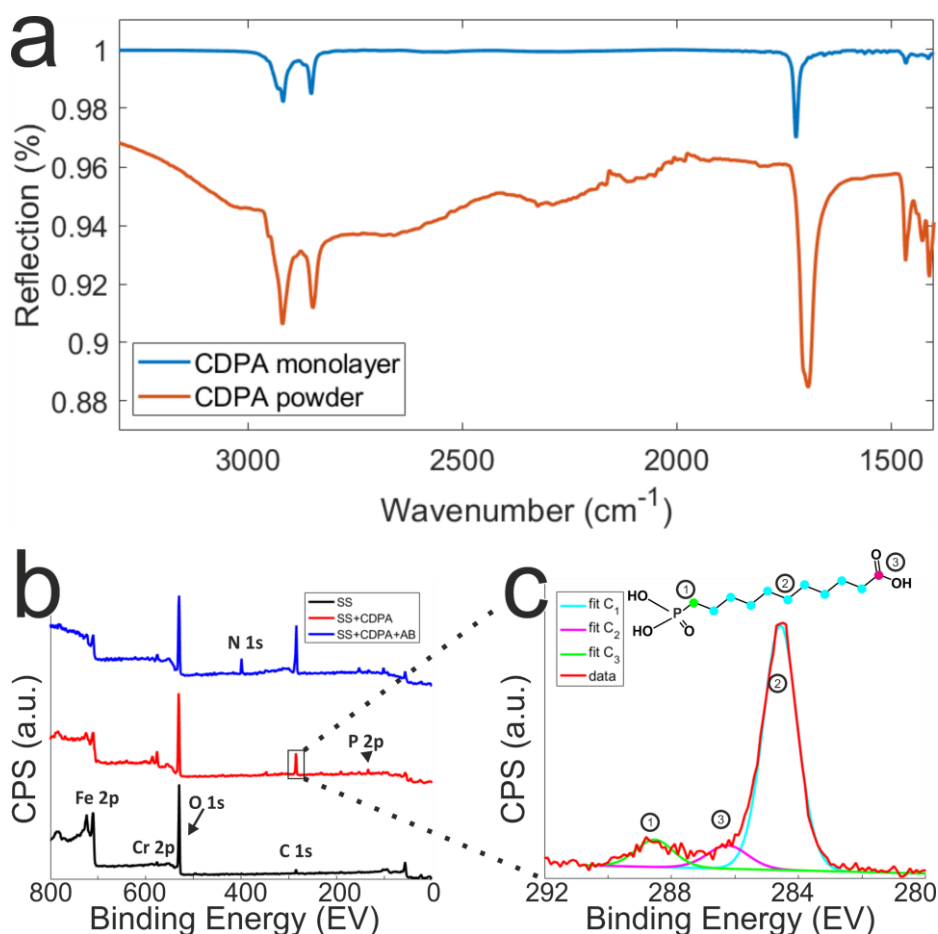 a
1
0.98
0.96
0.94
0.92
0.9
0.88
Reflection (%)
CDPA monolayer
CDPA powder
3000 2500 2000 1500
Wavenumber (cm-1)
b
SS
SS+CDPA
SS+CDPA+AB
N 1s
P 2p
Fe 2p
O 1s
Cr 2p
C 1s
CPS (a.u.)
800 600 400 200 0
Binding Energy (EV)
c
fit C1
fit C2
fit C3
data
HO
HO
P
O
1
2
O
3
OH
2
1
3
CPS (a.u.)
292 288 284 280
Binding Energy (EV)